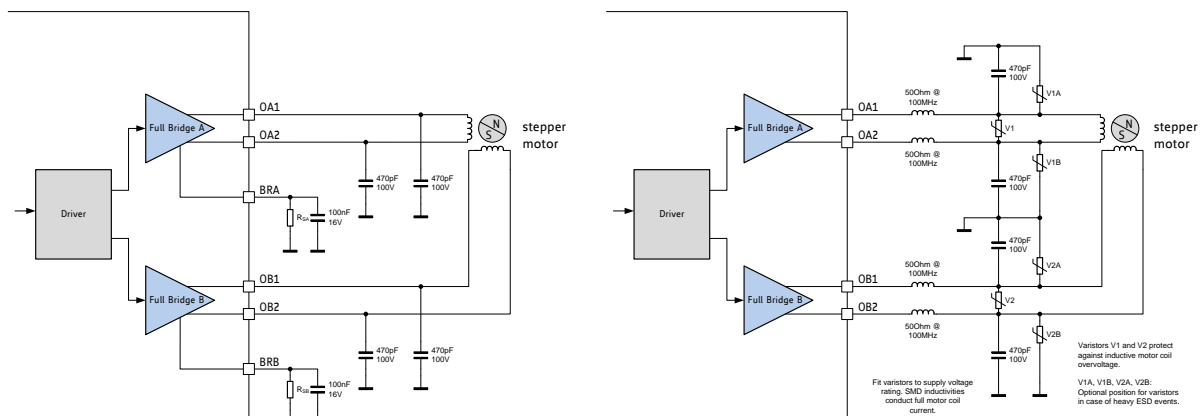 OA1
Full Bridge A
OA2
N
S
stepper
motor
470pF
100V
470pF
100V
BRA
Driver
RSA
100nF
16V
OB1
Full Bridge B
OB2
470pF
100V
470pF
100V
BRB
RSB
100nF
16V
470pF
100V
V1A
50Ohm @
100MHz
OA1
Full Bridge A
V1
OA2
N
S
stepper
motor
50Ohm @
100MHz
V1B
470pF
100V
Driver
470pF
100V
50Ohm @
100MHz
V2A
OB1
Full Bridge B
V2
OB2
50Ohm @
100MHz
V2B
470pF
100V
Fit varistors to supply voltage
rating. SMD inductivities
conduct full motor coil
current.
Varistors V1 and V2 protect
against inductive motor coil
overvoltage.
V1A, V1B, V2A, V2B:
Optional position for varistors
in case of heavy ESD events.